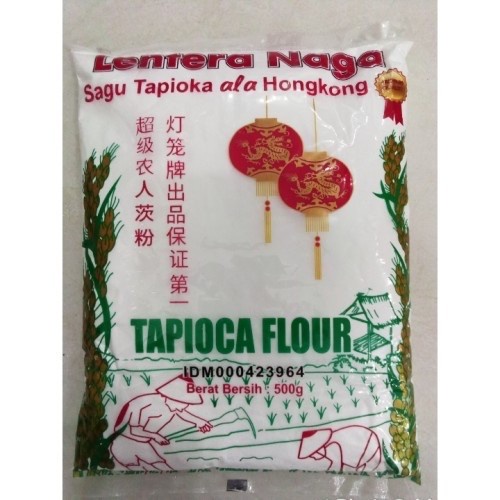 Lentera Naga
Sagu Tapioka ala Hongkong
灯笼牌出品保证第一
超级农人茨粉
TAPIOCA FLOUR
IDM000423964
Berat Bersih : 500g